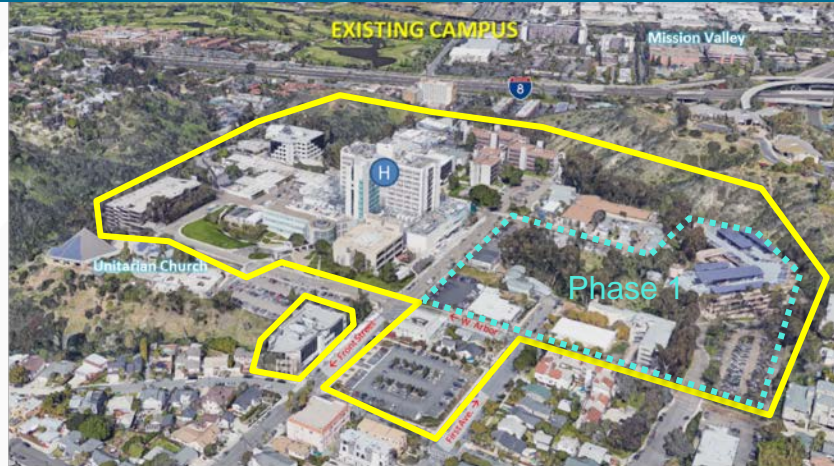 EXISTING CAMPUS
Mission Valley
8
H
Unitarian Church
Phase 1
← Front Street
← W. Arbor
First Ave. →